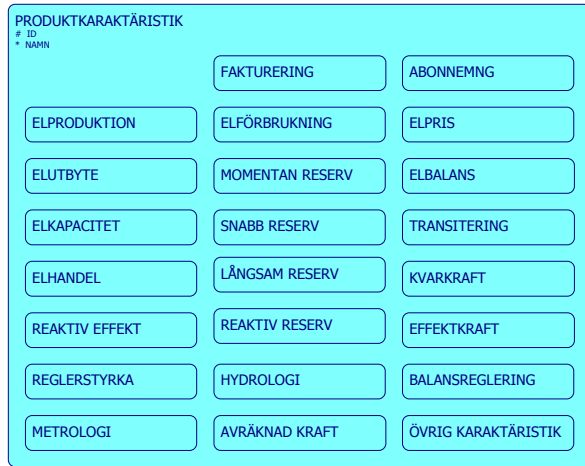 PRODUKTKARAKTÄRISTIK
# ID
* NAMN
FAKTURERING ABONNEMNG
ELPRODUKTION ELFÖRBRUKNING ELPRIS
ELUTBYTE MOMENTAN RESERV ELBALANS
ELKAPACITET SNABB RESERV TRANSITERING
ELHANDEL LÅNGSAM RESERV KVARKRAFT
REAKTIV EFFEKT REAKTIV RESERV EFFEKTKRAFT
REGLERSTYRKA HYDROLOGI BALANSREGLERING
METROLOGI AVRÄKNAD KRAFT ÖVRIG KARAKTÄRISTIK